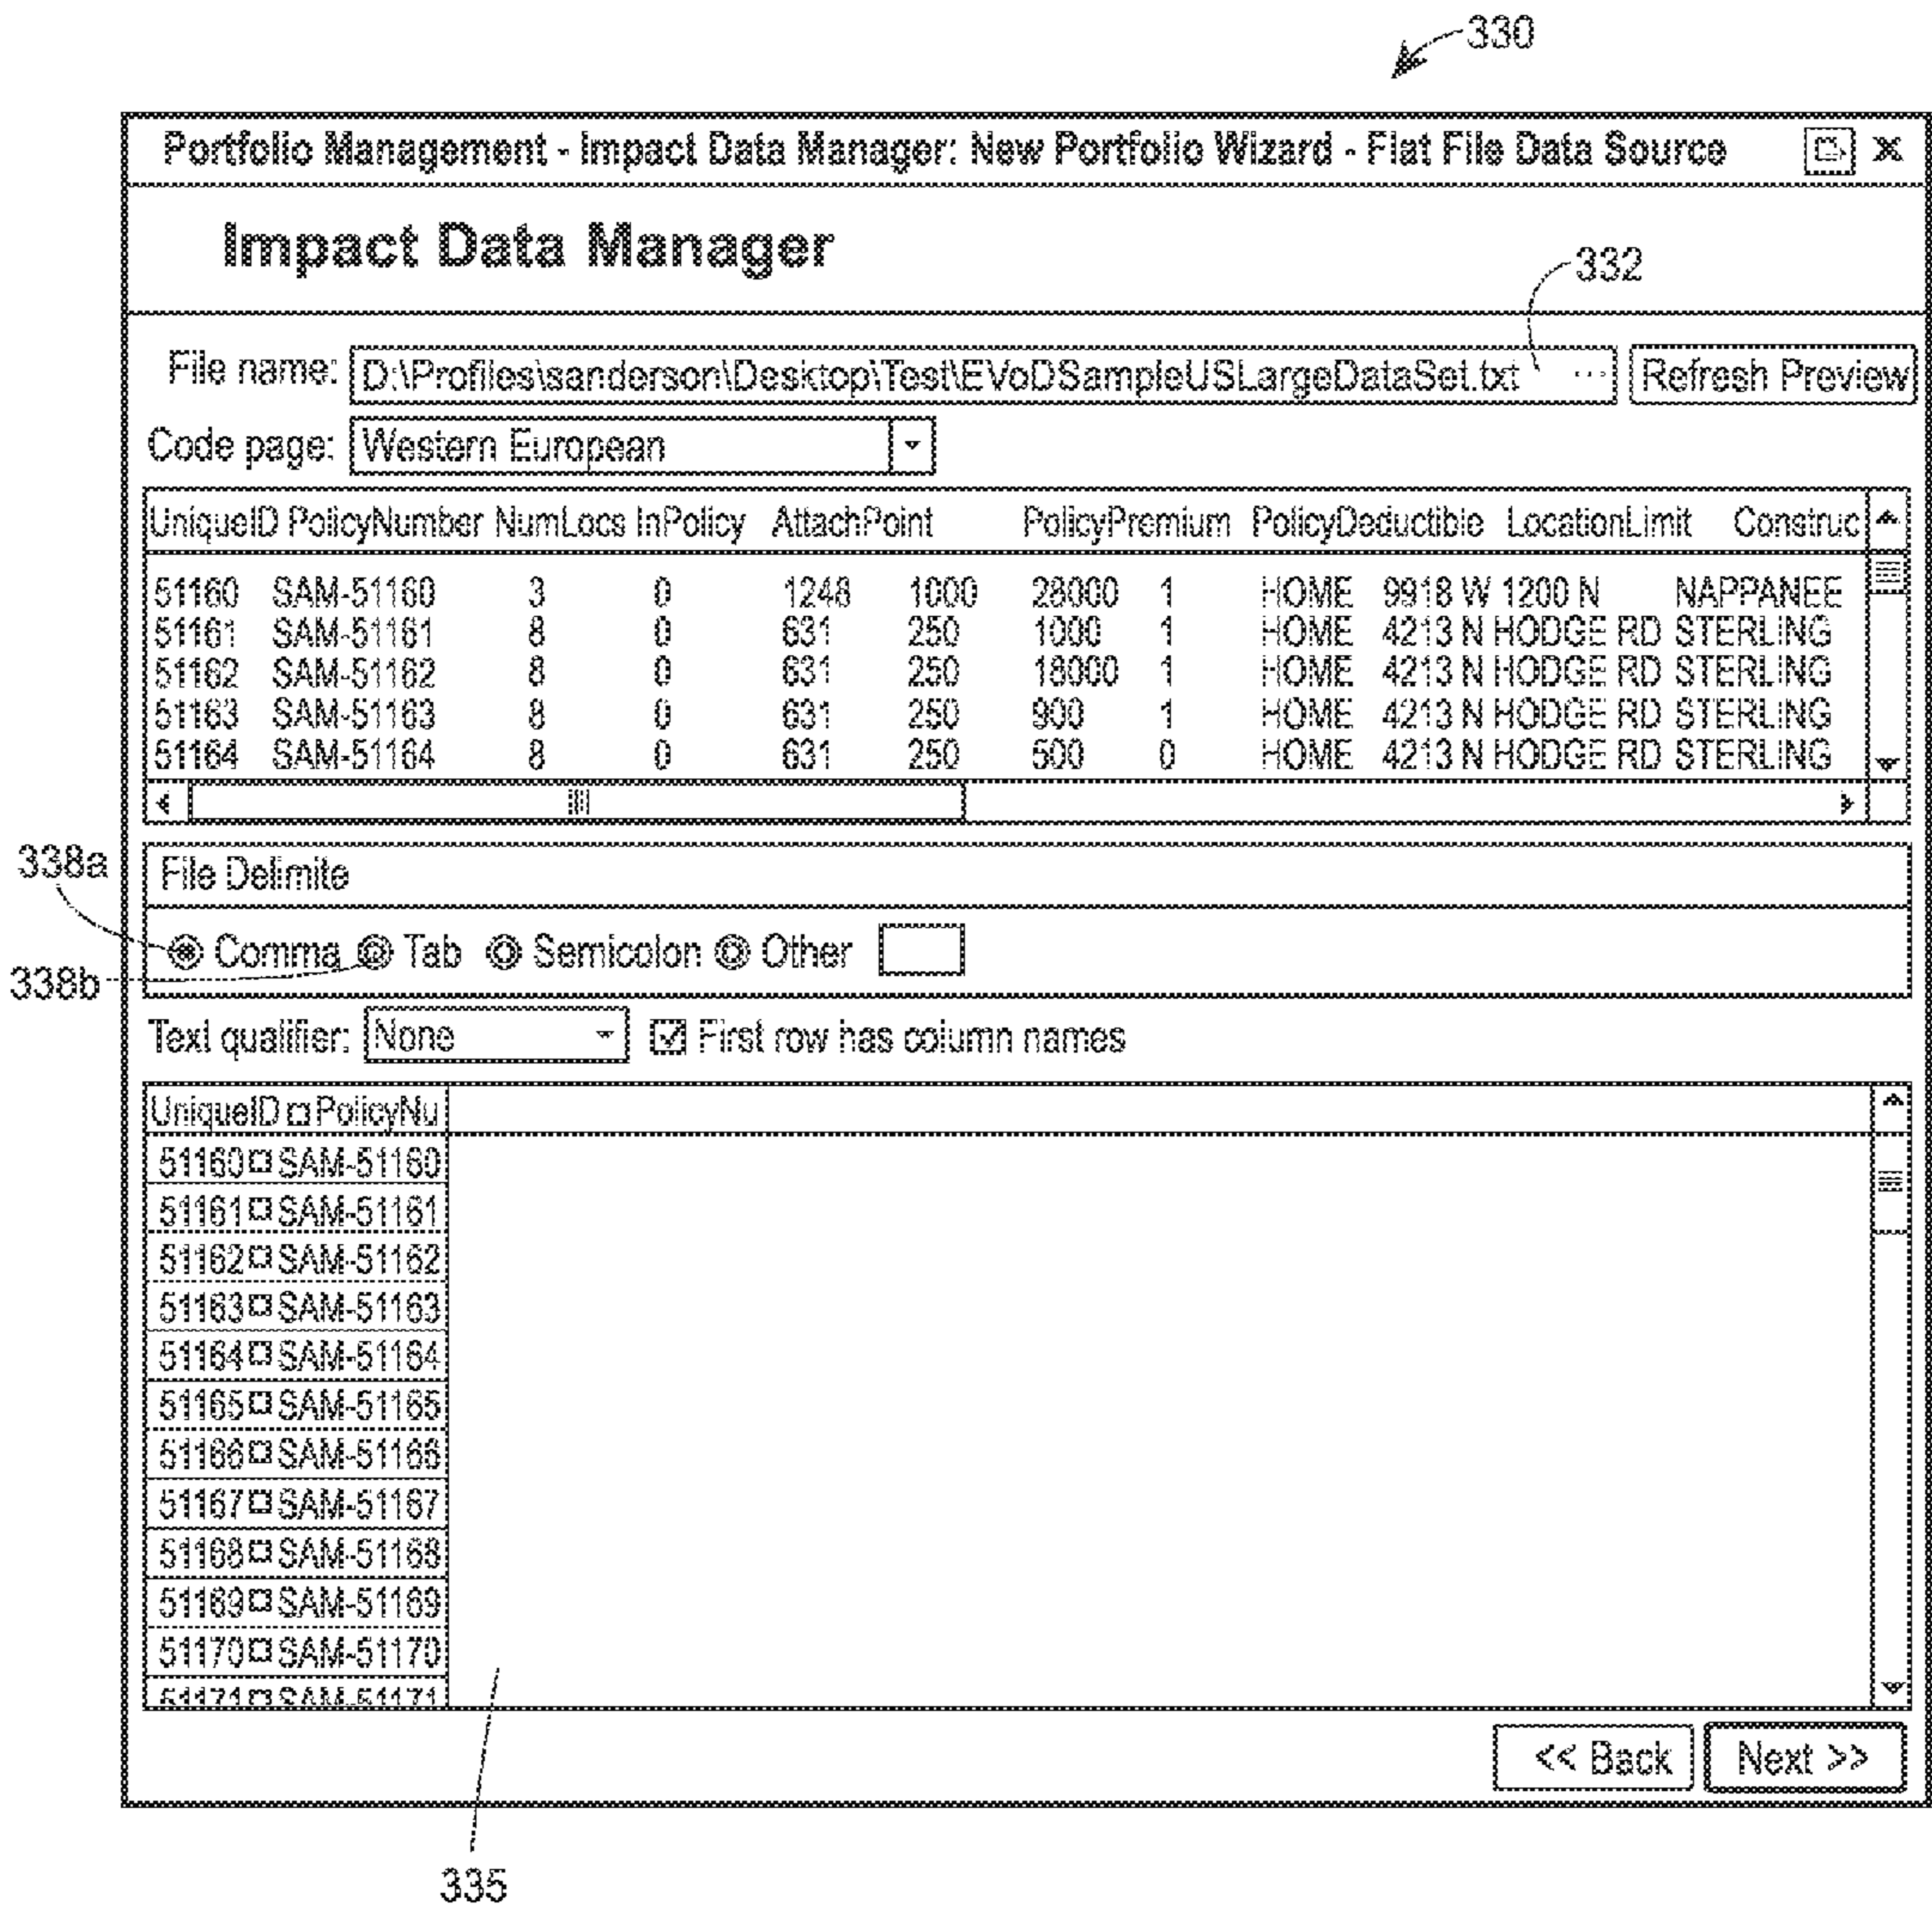 330
Portfolio Management - Impact Data Manager: New Portfolio Wizard - Flat File Data Source
Impact Data Manager
332
File name: D:\Profiles\sanderson\Desktop\Test\EVoDSampleUSLargeDataSet.txt ... Refresh Preview
Code page: Western European
UniqueID PolicyNumber NumLocs InPolicy AttachPoint PolicyPremium PolicyDeductible LocationLimit Construc
51160 SAM-51160 3 0 1248 1000 28000 1 HOME 9918 W 1200 N NAPPANEE
51161 SAM-51161 8 0 631 250 1000 1 HOME 4213 N HODGE RD STERLING
51162 SAM-51162 8 0 631 250 18000 1 HOME 4213 N HODGE RD STERLING
51163 SAM-51163 8 0 631 250 900 1 HOME 4213 N HODGE RD STERLING
51164 SAM-51164 8 0 631 250 500 0 HOME 4213 N HODGE RD STERLING
338a
File Delimite
Comma Tab Semicolon Other
338b
Text qualifier: None First row has column names
UniqueID□PolicyNu
51160□SAM-51160
51161□SAM-51161
51162□SAM-51162
51163□SAM-51163
51164□SAM-51164
51165□SAM-51165
51166□SAM-51166
51167□SAM-51167
51168□SAM-51168
51169□SAM-51169
51170□SAM-51170
51171□SAM-51171
<< Back Next >>
335